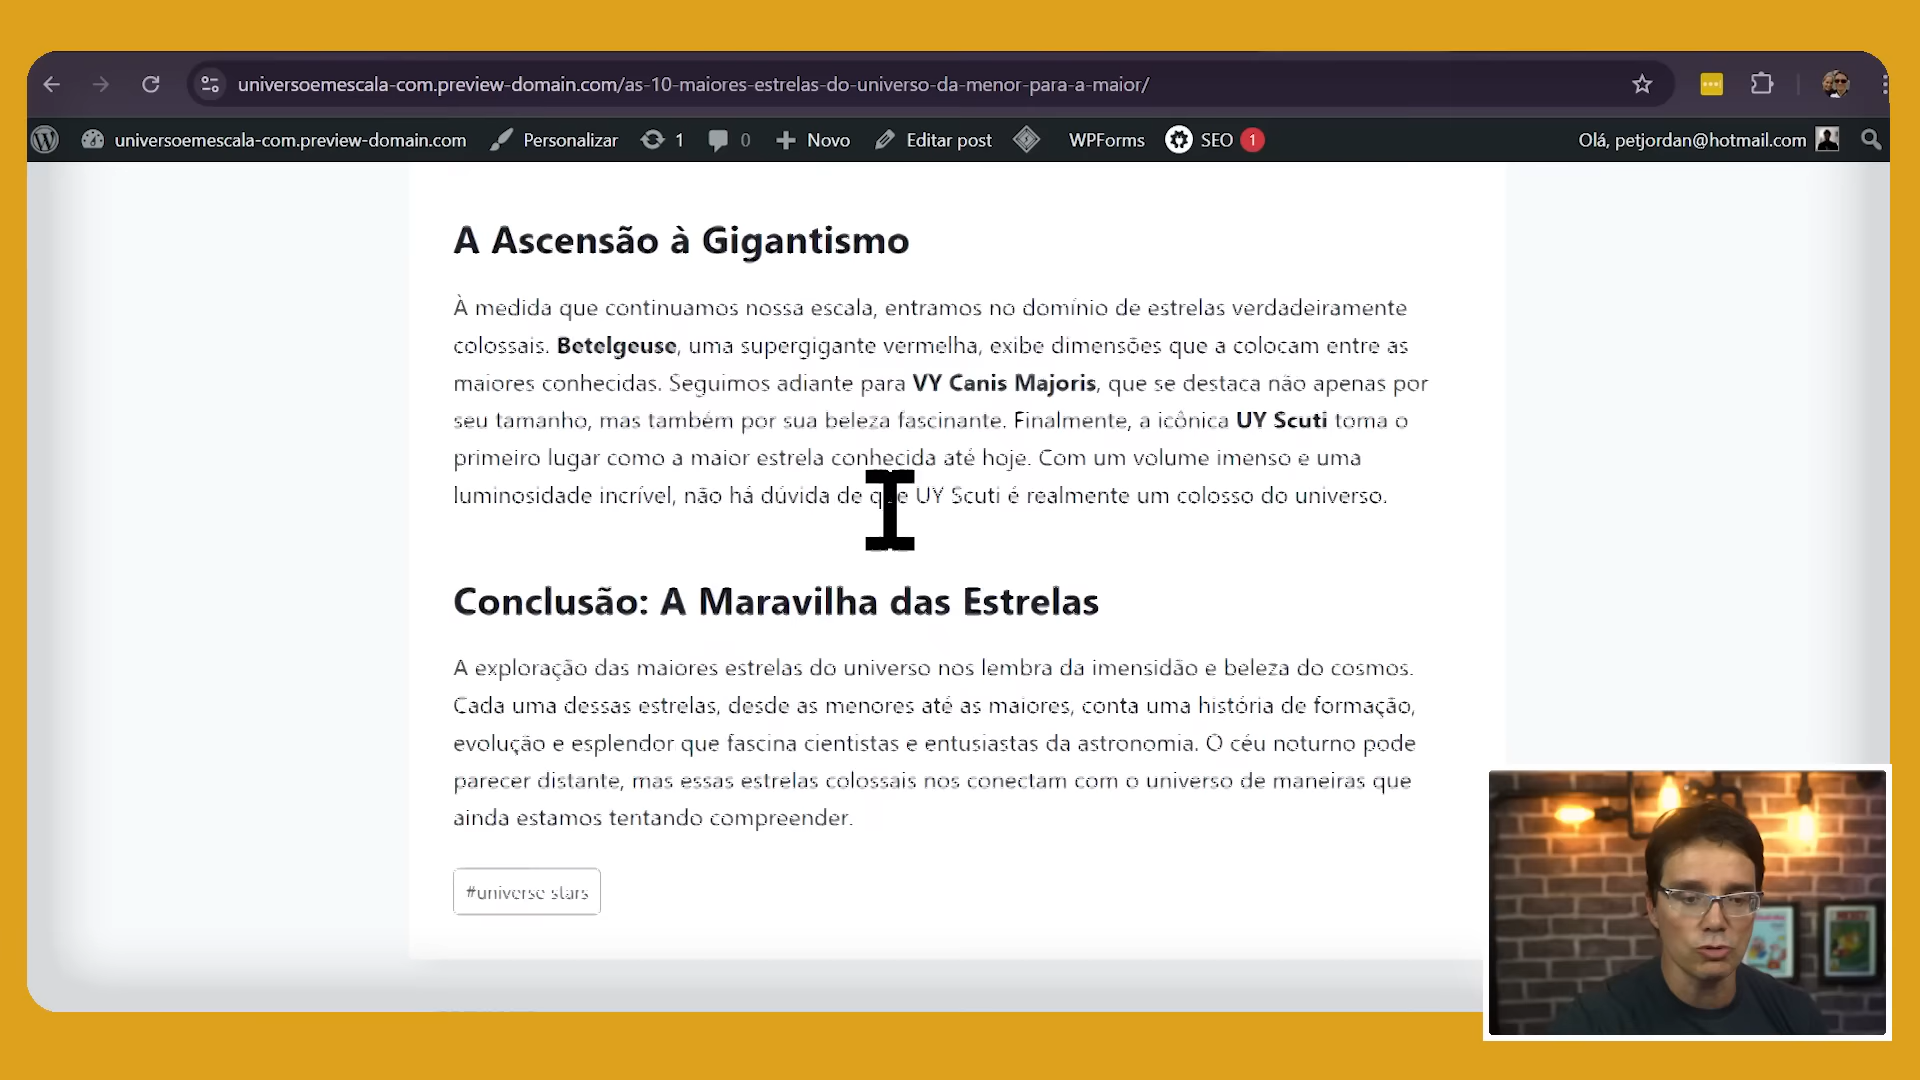 universoemescala-com.preview-domain.com/as-10-maiores-estrelas-do-universo-da-menor-para-a-maior/
universoemescala-com.preview-domain.com Personalizar 1 0 Novo Editar post WPForms SEO 1 Olá, petjordan@hotmail.com
A Ascensão à Gigantismo
À medida que continuamos nossa escala, entramos no domínio de estrelas verdadeiramente
colossais. Betelgeuse, uma supergigante vermelha, exibe dimensões que a colocam entre as
maiores conhecidas. Seguimos adiante para VY Canis Majoris, que se destaca não apenas por
seu tamanho, mas também por sua beleza fascinante. Finalmente, a icônica UY Scuti toma o
primeiro lugar como a maior estrela conhecida até hoje. Com um volume imenso e uma
luminosidade incrível, não há dúvida de que UY Scuti é realmente um colosso do universo.
Conclusão: A Maravilha das Estrelas
A exploração das maiores estrelas do universo nos lembra da imensidão e beleza do cosmos.
Cada uma dessas estrelas, desde as menores até as maiores, conta uma história de formação,
evolução e esplendor que fascina cientistas e entusiastas da astronomia. O céu noturno pode
parecer distante, mas essas estrelas colossais nos conectam com o universo de maneiras que
ainda estamos tentando compreender.
#universe stars